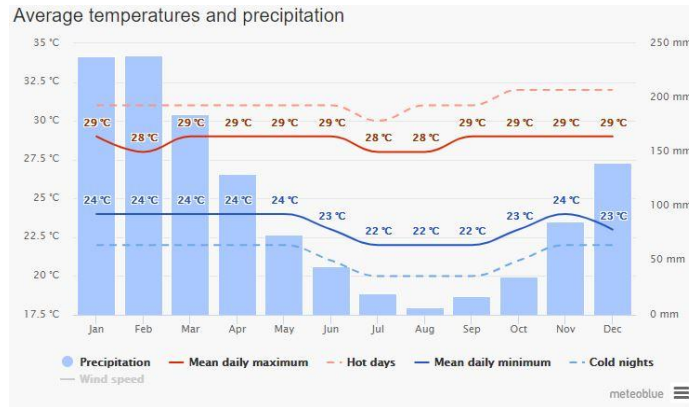 Average temperatures and precipitation
35 °C
250 mm
32.5 °C
200 mm
30 °C
29 °C 28 °C 29 °C 29 °C 29 °C 29 °C 28 °C 28 °C 29 °C 29 °C 29 °C 29 °C
27.5 °C
150 mm
25 °C
24 °C 24 °C 24 °C 24 °C 24 °C 23 °C 22 °C 22 °C 22 °C 23 °C 24 °C 23 °C
100 mm
22.5 °C
50 mm
20 °C
17.5 °C
0 mm
Jan Feb Mar Apr May Jun Jul Aug Sep Oct Nov Dec
Precipitation Mean daily maximum Hot days Mean daily minimum Cold nights
Wind speed
meteoblue